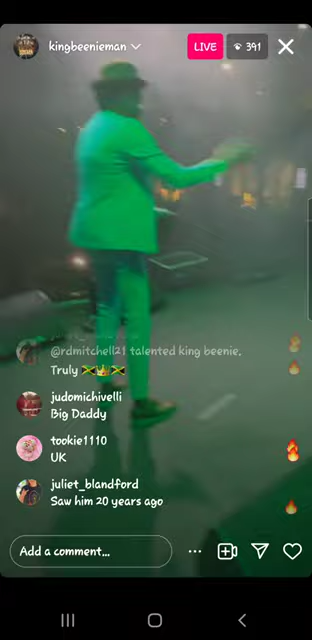 kingbeenieman
LIVE
391
@rdmitchell21 talented king beenie.
Truly
judomichivelli
Big Daddy
tookie1110
UK
juliet_blandford
Saw him 20 years ago
Add a comment...